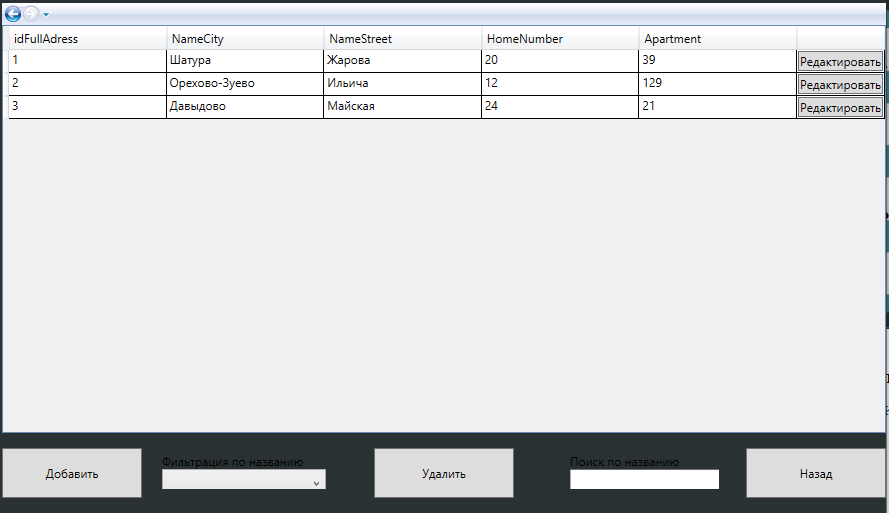 idFullAdress NameCity NameStreet HomeNumber Apartment
1 Шатура Жарова 20 39 Редактировать
2 Орехово-Зуево Ильича 12 129 Редактировать
3 Давыдово Майская 24 21 Редактировать
Фильтрация по названию Поиск по названию
Добавить Удалить Назад